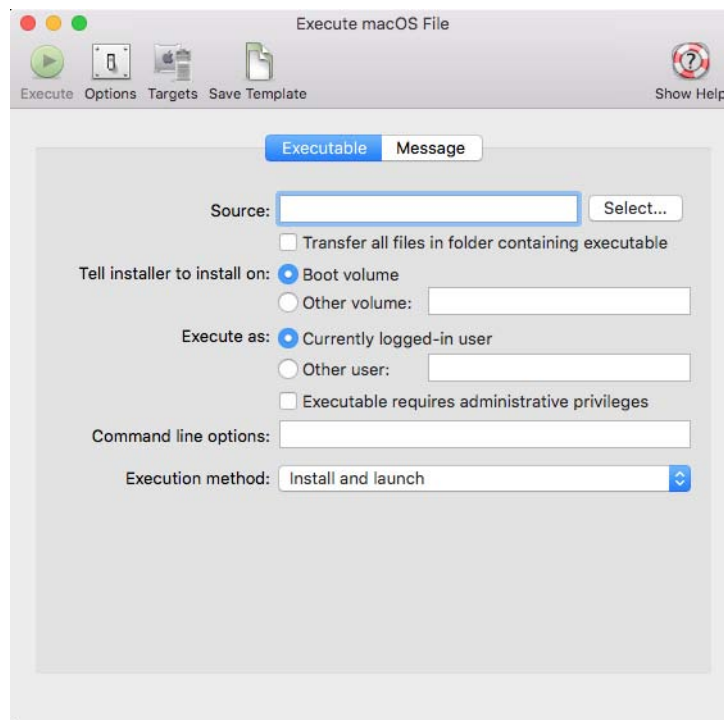 Execute macOS File
Execute Options Targets Save Template Show Help
Executable Message
Source: Select...
Transfer all files in folder containing executable
Tell installer to install on: Boot volume
Other volume:
Execute as: Currently logged-in user
Other user:
Executable requires administrative privileges
Command line options:
Execution method: Install and launch